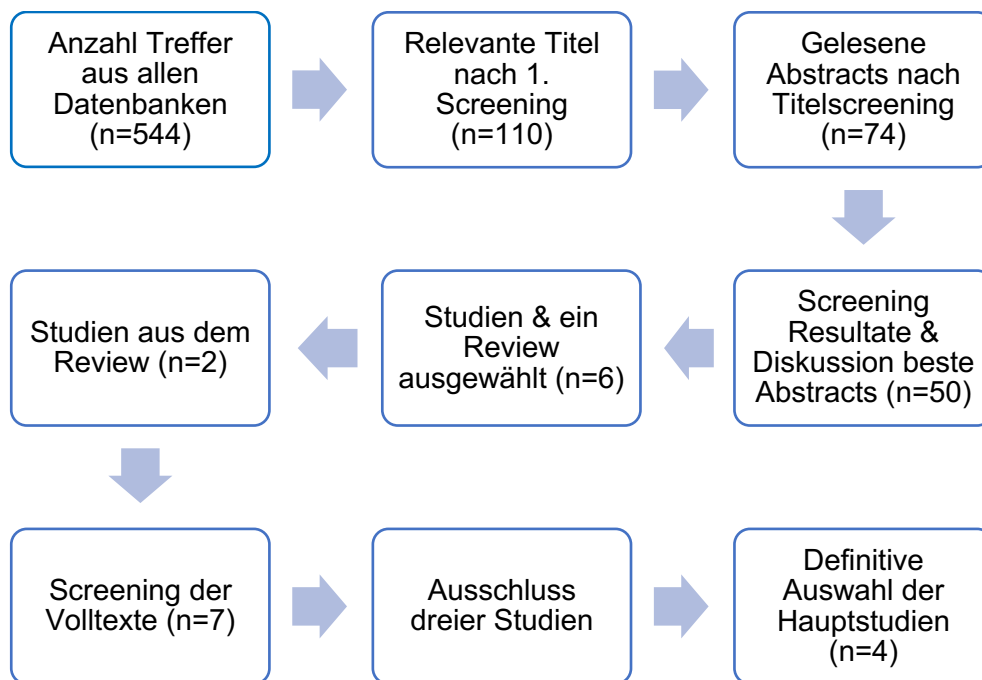 Anzahl Treffer
aus allen
Datenbanken
(n=544)
Relevante Titel
nach 1.
Screening
(n=110)
Gelesene
Abstracts nach
Titelscreening
(n=74)
Screening
Resultate &
Diskussion beste
Abstracts (n=50)
Studien & ein
Review
ausgewählt (n=6)
Studien aus dem
Review (n=2)
Screening der
Volltexte (n=7)
Ausschluss
dreier Studien
Definitive
Auswahl der
Hauptstudien
(n=4)